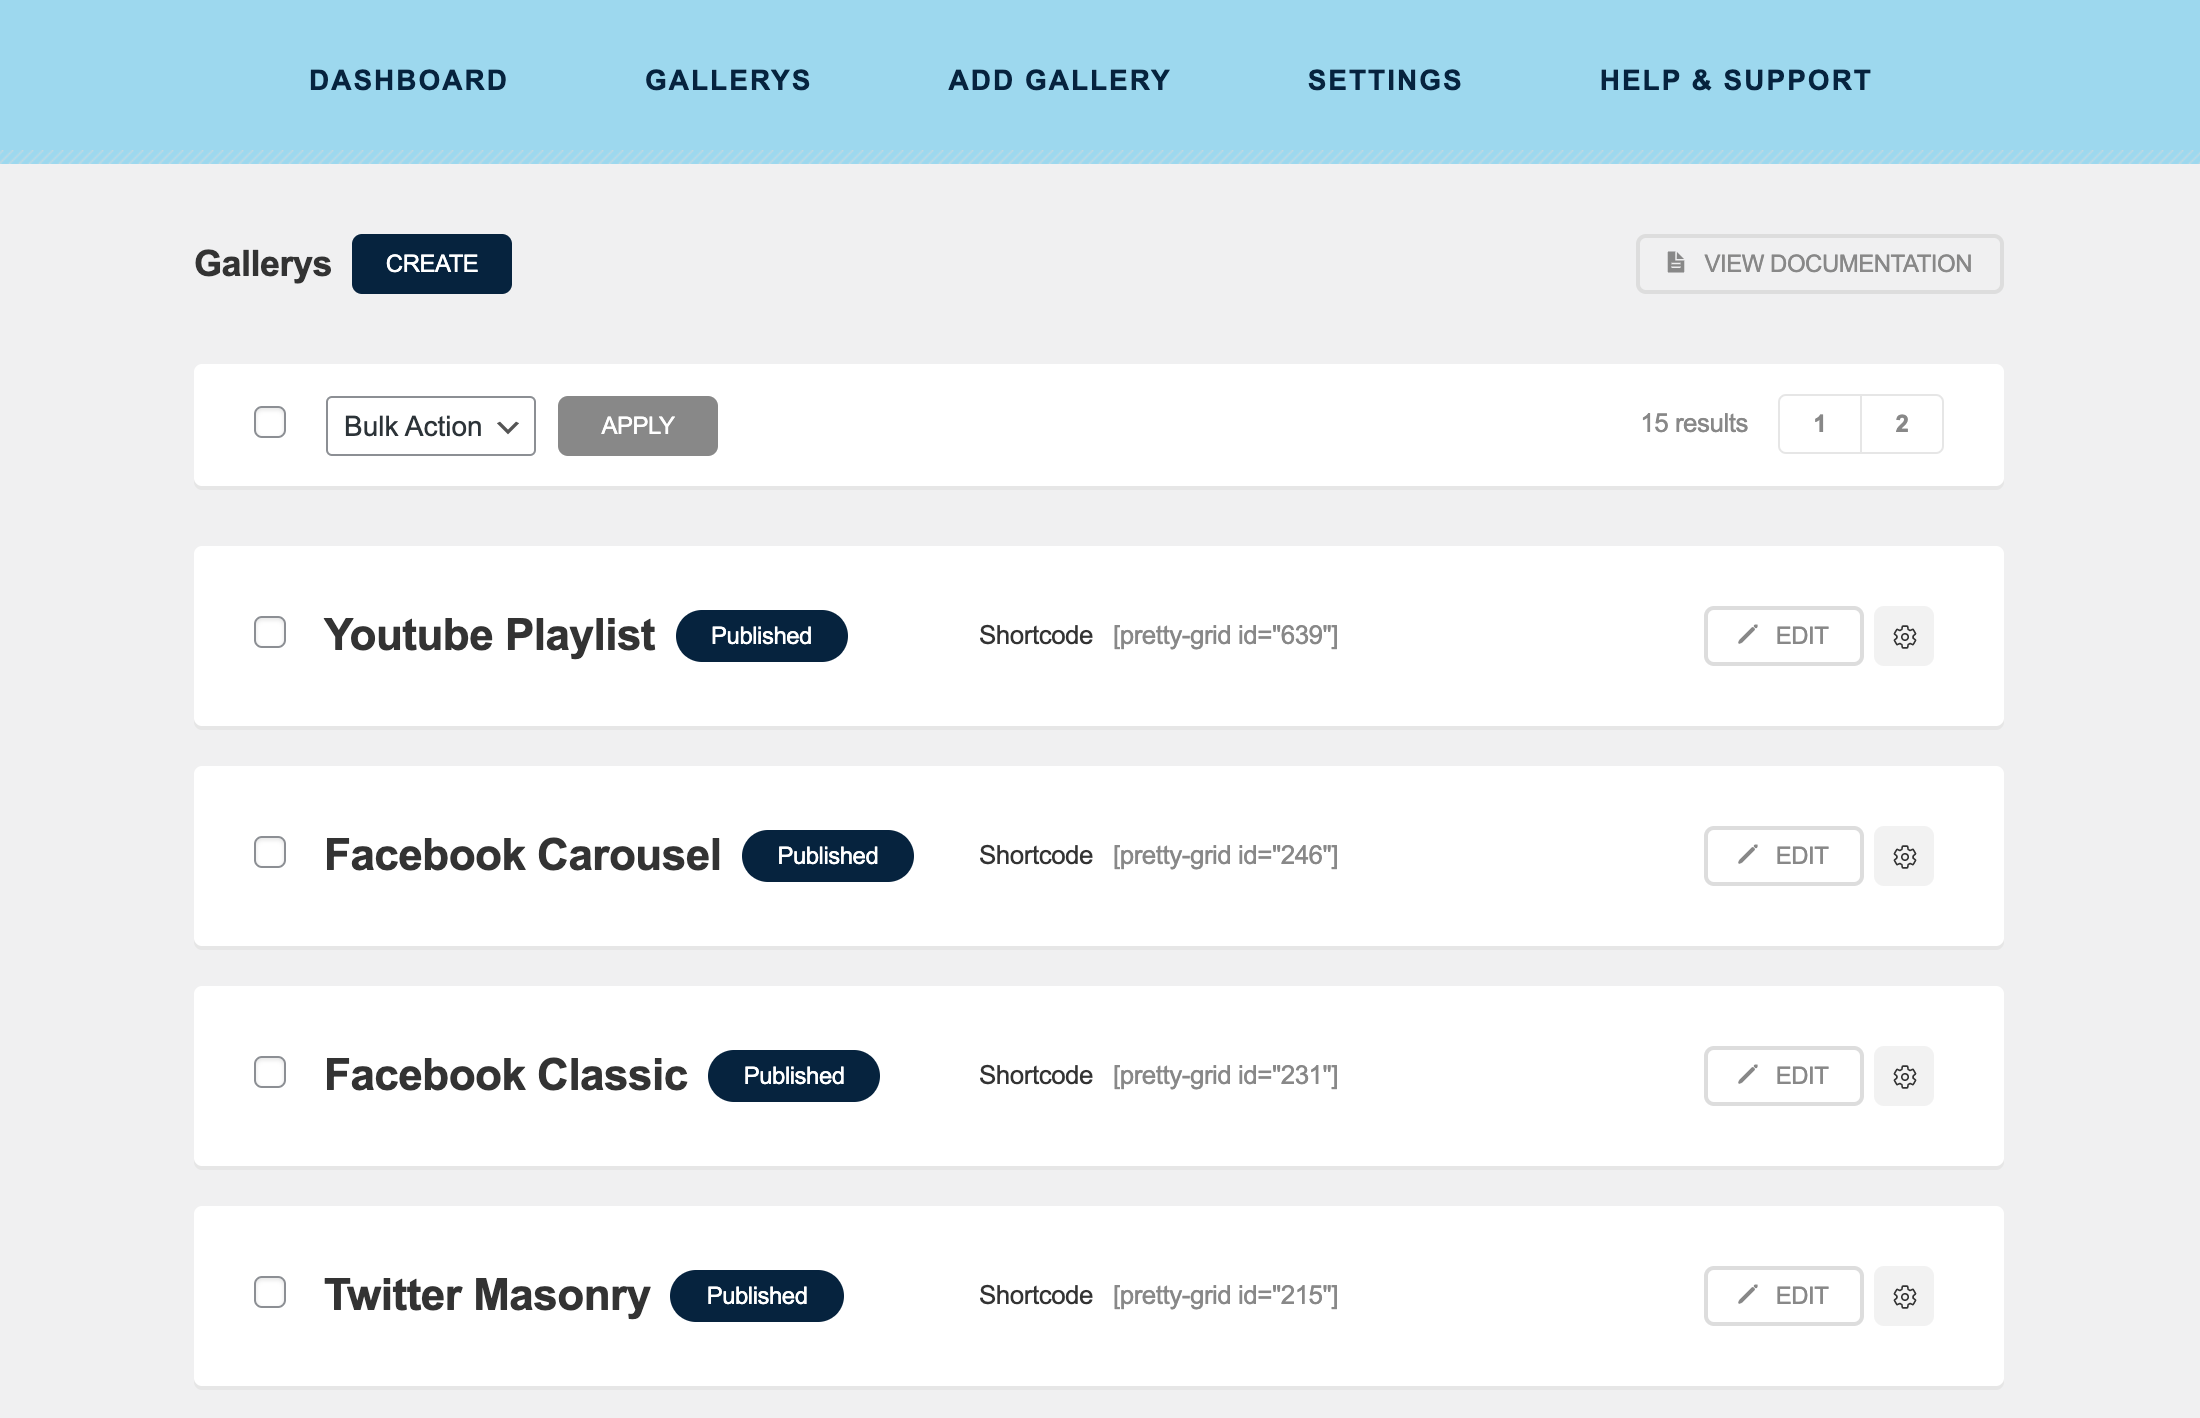 DASHBOARD GALLERYS ADD GALLERY SETTINGS HELP & SUPPORT
Gallerys CREATE VIEW DOCUMENTATION
Bulk Action APPLY 15 results 1 2
Youtube Playlist Published Shortcode [pretty-grid id="639"] EDIT
Facebook Carousel Published Shortcode [pretty-grid id="246"] EDIT
Facebook Classic Published Shortcode [pretty-grid id="231"] EDIT
Twitter Masonry Published Shortcode [pretty-grid id="215"] EDIT